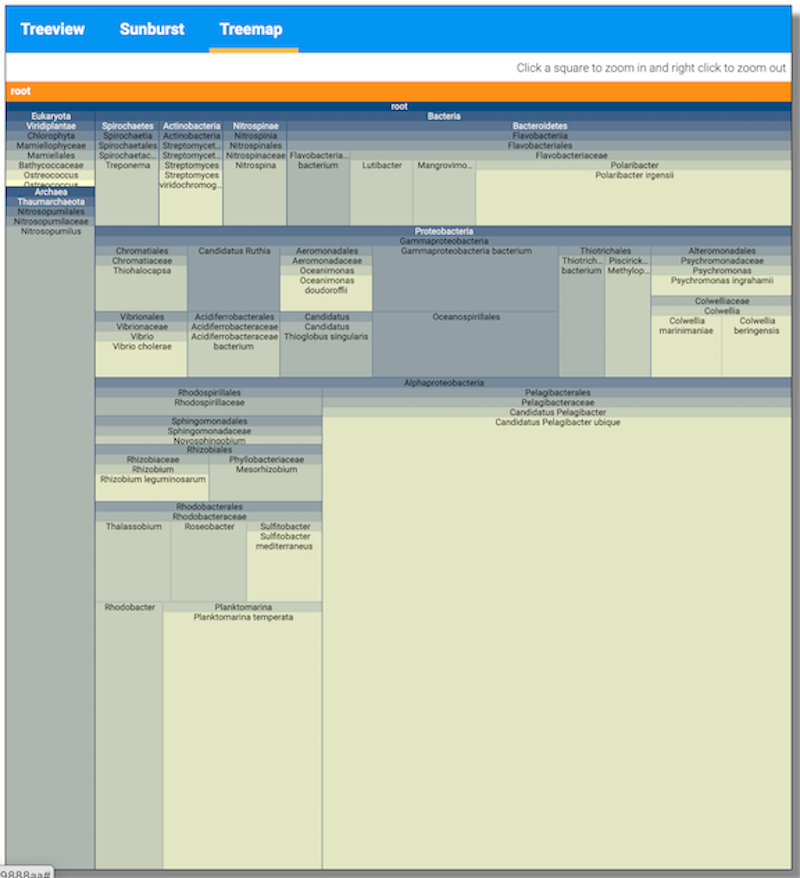 Treeview Sunburst Treemap
Click a square to zoom in and right click to zoom out
root
root
Eukaryota
Viridiplantae
Chlorophyta
Mamiellophyceae
Mamiellales
Bathycoccaceae
Ostreococcus
Ostreococcus
Archaea
Thaumarchaeota
Nitrosopumilales
Nitrosopumilaceae
Nitrosopumilus
Bacteria
Spirochaetes
Spirochaetia
Spirochaetales
Spirochaetac...
Treponema
Actinobacteria
Actinobacteria
Streptomycet...
Streptomycet...
Streptomyces
Streptomyces
viridochromog...
Nitrospinae
Nitrospinia
Nitrospinales
Nitrospinaceae
Nitrospina
Bacteroidetes
Flavobacteriia
Flavobacteriales
Flavobacteria...
bacterium
Flavobacteriaceae
Lutibacter
Mangrovimo...
Polaribacter
Polaribacter irgensii
Proteobacteria
Gammaproteobacteria
Chromatiales
Chromatiaceae
Thiohalocapsa
Candidatus Ruthia
Aeromonadales
Aeromonadaceae
Oceanimonas
Oceanimonas
doudoroffii
Gammaproteobacteria bacterium
Thiotrichales
Thiotrich...
bacterium
Piscirick...
Methylop...
Alteromonadales
Psychromonadaceae
Psychromonas
Psychromonas ingrahamii
Colwelliaceae
Colwellia
Colwellia
marinimaniae
Colwellia
beringensis
Vibrionales
Vibrionaceae
Vibrio
Vibrio cholerae
Acidiferrobacterales
Acidiferrobacteraceae
Acidiferrobacteraceae
bacterium
Candidatus
Candidatus
Thioglobus singularis
Oceanospirillales
Alphaproteobacteria
Rhodospirillales
Rhodospirillaceae
Sphingomonadales
Sphingomonadaceae
Novosphingobium
Rhizobiales
Rhizobiaceae
Rhizobium
Rhizobium leguminosarum
Phyllobacteriaceae
Mesorhizobium
Rhodobacterales
Rhodobacteraceae
Thalassobium
Roseobacter
Sulfitobacter
Sulfitobacter
mediterraneus
Rhodobacter
Planktomarina
Planktomarina temperata
Pelagibacterales
Pelagibacteraceae
Candidatus Pelagibacter
Candidatus Pelagibacter ubique
9888aa#